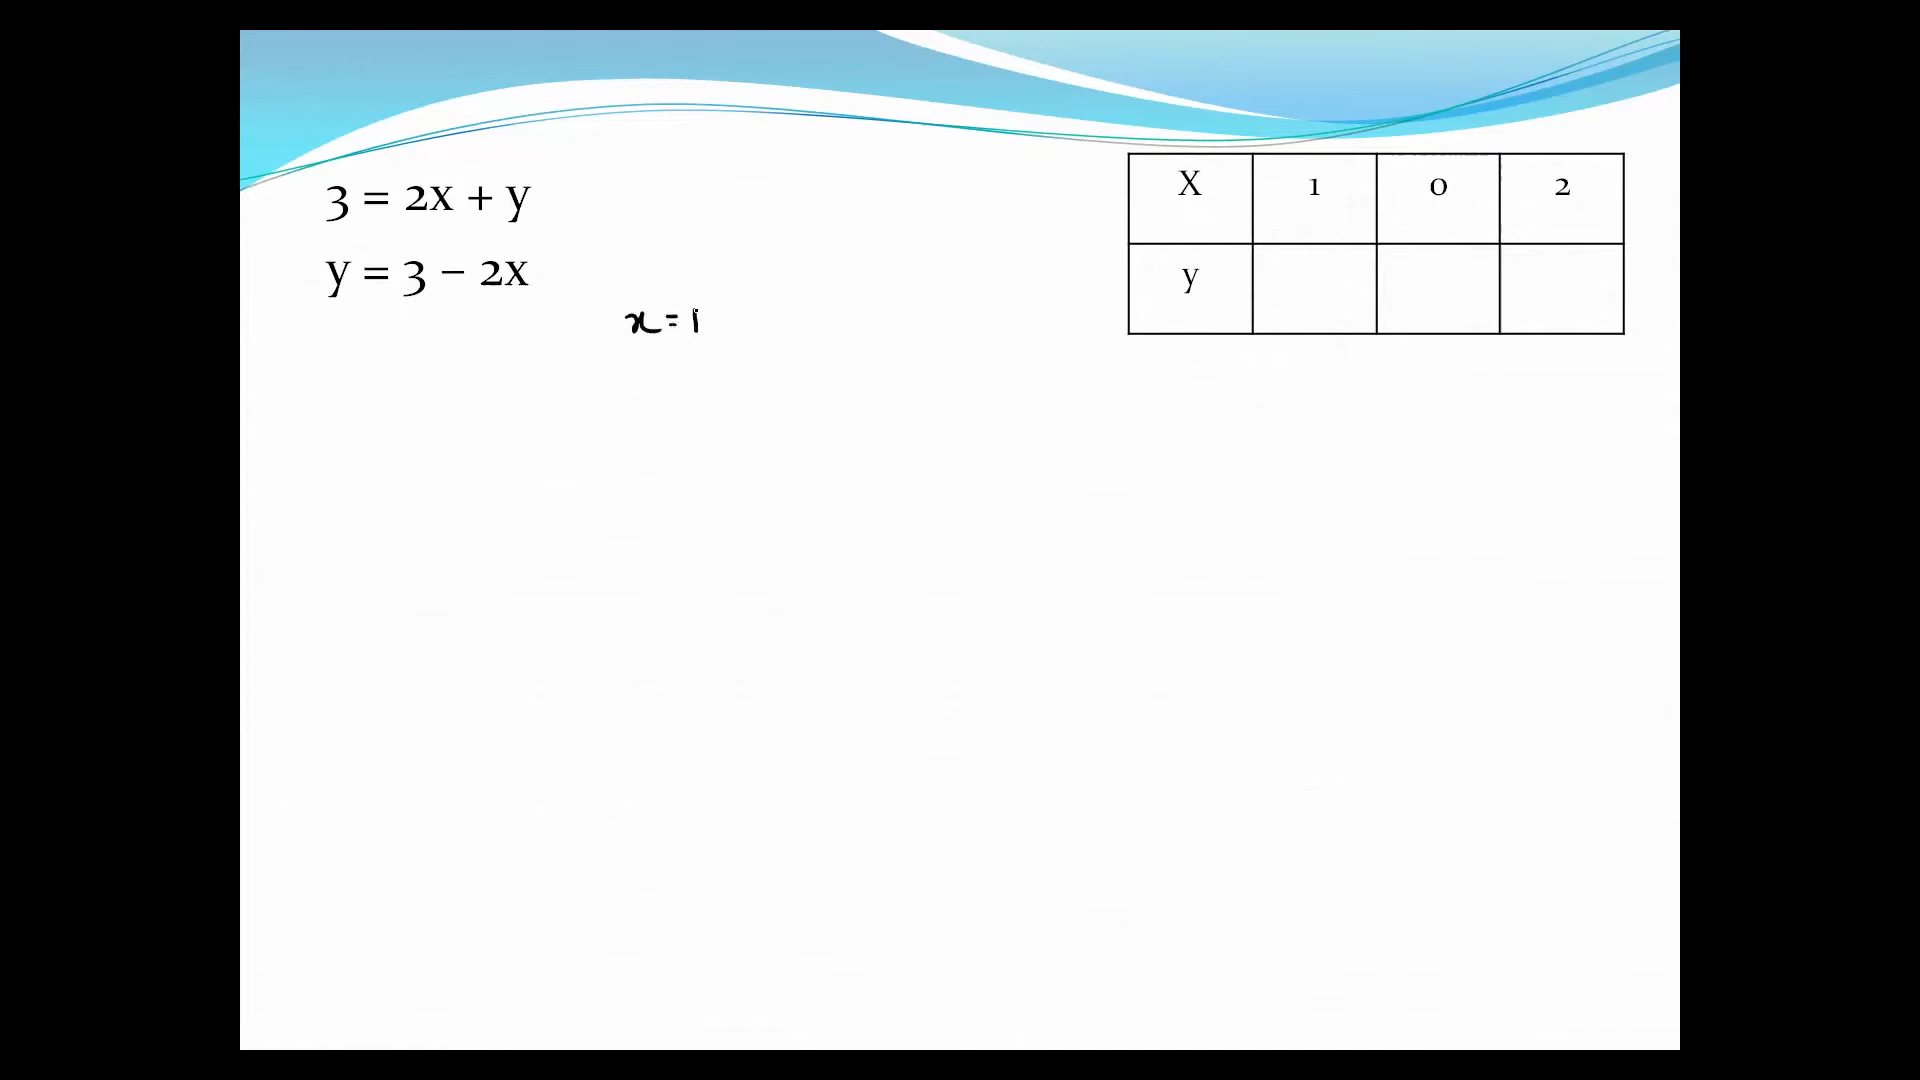 3 = 2x + y
y = 3 – 2x
x = 1
X 1 0 2
y